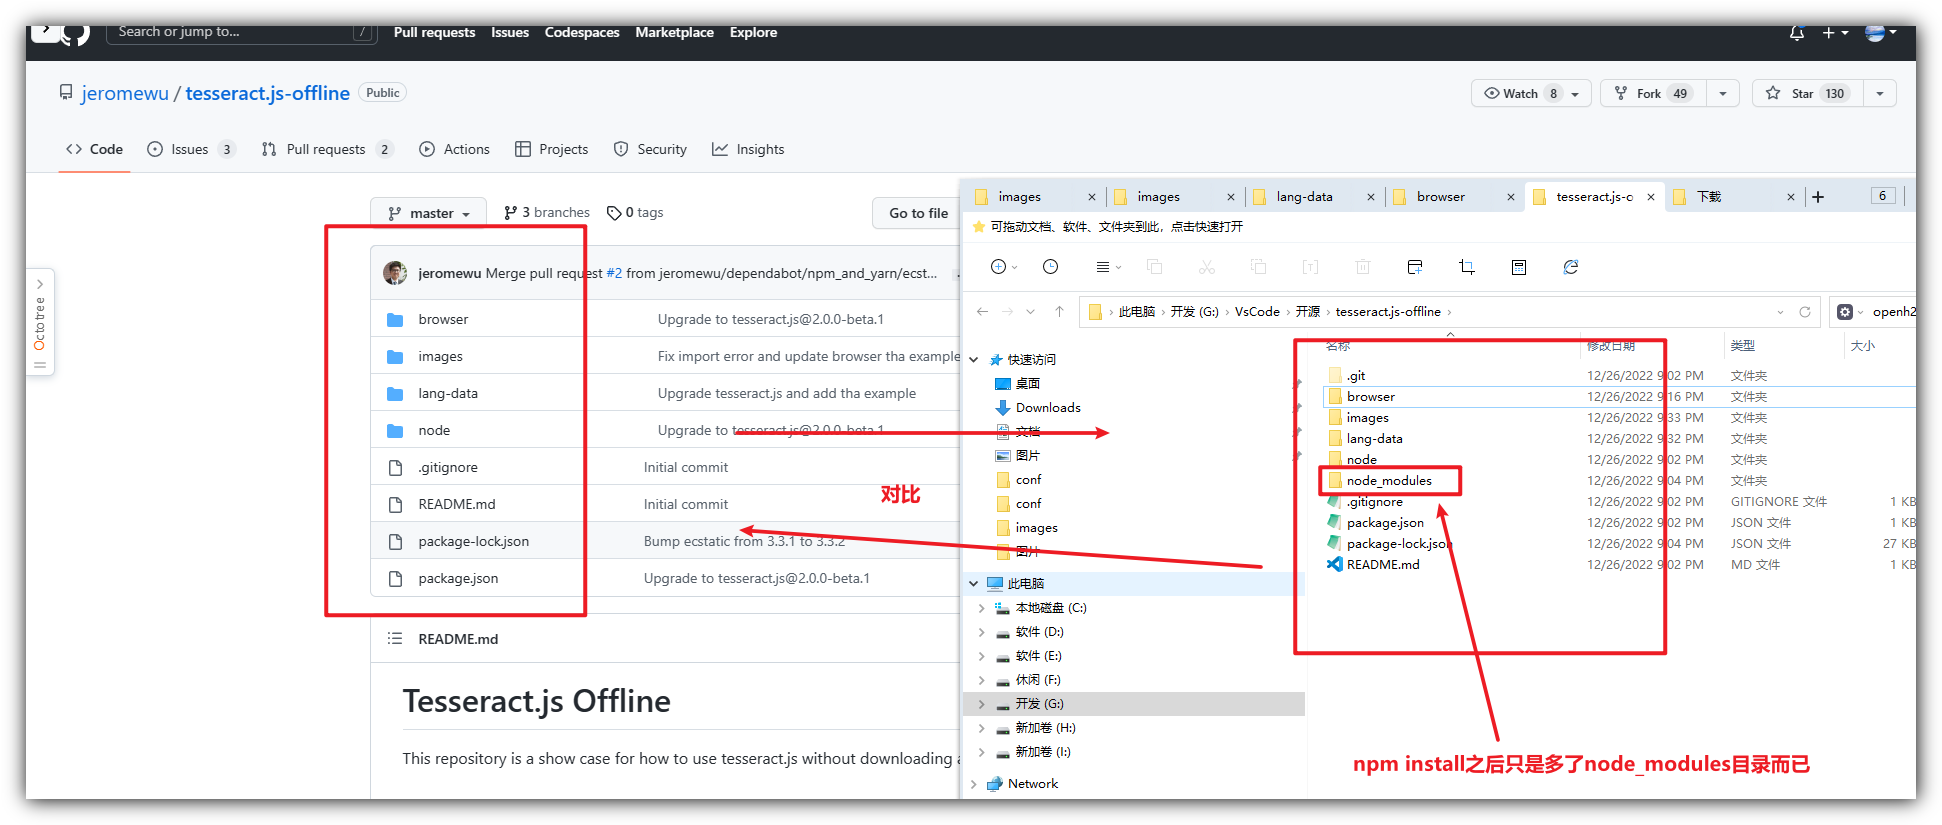 Search or jump to...
/
Pull requests
Issues
Codespaces
Marketplace
Explore
jeromewu / tesseract.js-offline
Public
Watch 8
Fork 49
Star 130
Code
Issues 3
Pull requests 2
Actions
Projects
Security
Insights
Octotree
master
3 branches
0 tags
Go to file
jeromewu Merge pull request #2 from jeromewu/dependabot/npm_and_yarn/ecst...
browser
Upgrade to tesseract.js@2.0.0-beta.1
images
Fix import error and update browser tha example
lang-data
Upgrade tesseract.js and add tha example
node
Upgrade to tesseract.js@2.0.0-beta.1
.gitignore
Initial commit
README.md
Initial commit
package-lock.json
Bump ecstatic from 3.3.1 to 3.3.2
package.json
Upgrade to tesseract.js@2.0.0-beta.1
README.md
Tesseract.js Offline
This repository is a show case for how to use tesseract.js without downloading
对比
images
images
lang-data
browser
tesseract.js-o
下载
6
可拖动文档、软件、文件夹到此，点击快速打开
此电脑 › 开发 (G:) › VsCode › 开源 › tesseract.js-offline ›
openh2
快速访问
桌面
Downloads
文档
图片
conf
conf
images
图片
此电脑
本地磁盘 (C:)
软件 (D:)
软件 (E:)
休闲 (F:)
开发 (G:)
新加卷 (H:)
新加卷 (I:)
Network
名称
修改日期
类型
大小
.git
12/26/2022 9:02 PM
文件夹
browser
12/26/2022 9:16 PM
文件夹
images
12/26/2022 9:33 PM
文件夹
lang-data
12/26/2022 9:32 PM
文件夹
node
12/26/2022 9:02 PM
文件夹
node_modules
12/26/2022 9:04 PM
文件夹
.gitignore
12/26/2022 9:02 PM
GITIGNORE 文件
1 KB
package.json
12/26/2022 9:02 PM
JSON 文件
1 KB
package-lock.json
12/26/2022 9:04 PM
JSON 文件
27 KB
README.md
12/26/2022 9:02 PM
MD 文件
1 KB
npm install之后只是多了node_modules目录而已